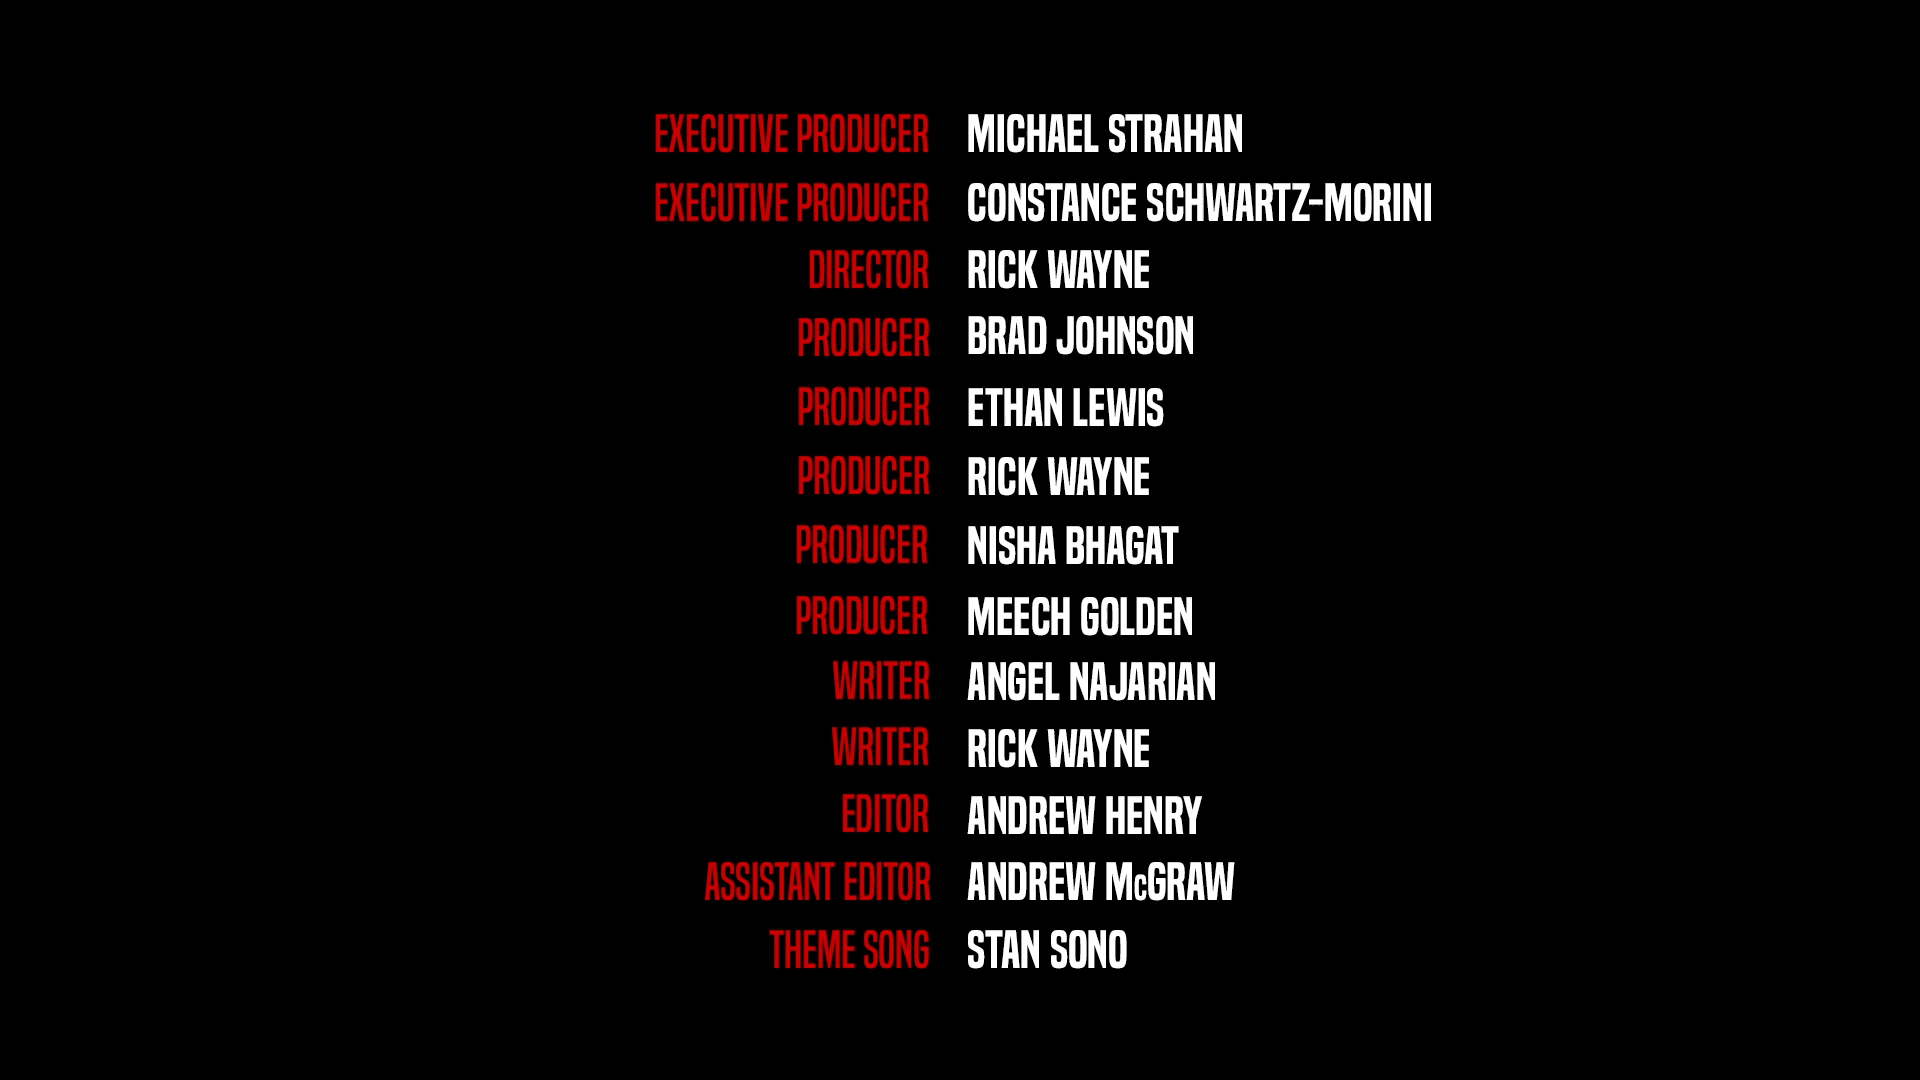 EXECUTIVE PRODUCER MICHAEL STRAHAN
EXECUTIVE PRODUCER CONSTANCE SCHWARTZ-MORINI
DIRECTOR RICK WAYNE
PRODUCER BRAD JOHNSON
PRODUCER ETHAN LEWIS
PRODUCER RICK WAYNE
PRODUCER NISHA BHAGAT
PRODUCER MEECH GOLDEN
WRITER ANGEL NAJARIAN
WRITER RICK WAYNE
EDITOR ANDREW HENRY
ASSISTANT EDITOR ANDREW McGRAW
THEME SONG STAN SONO